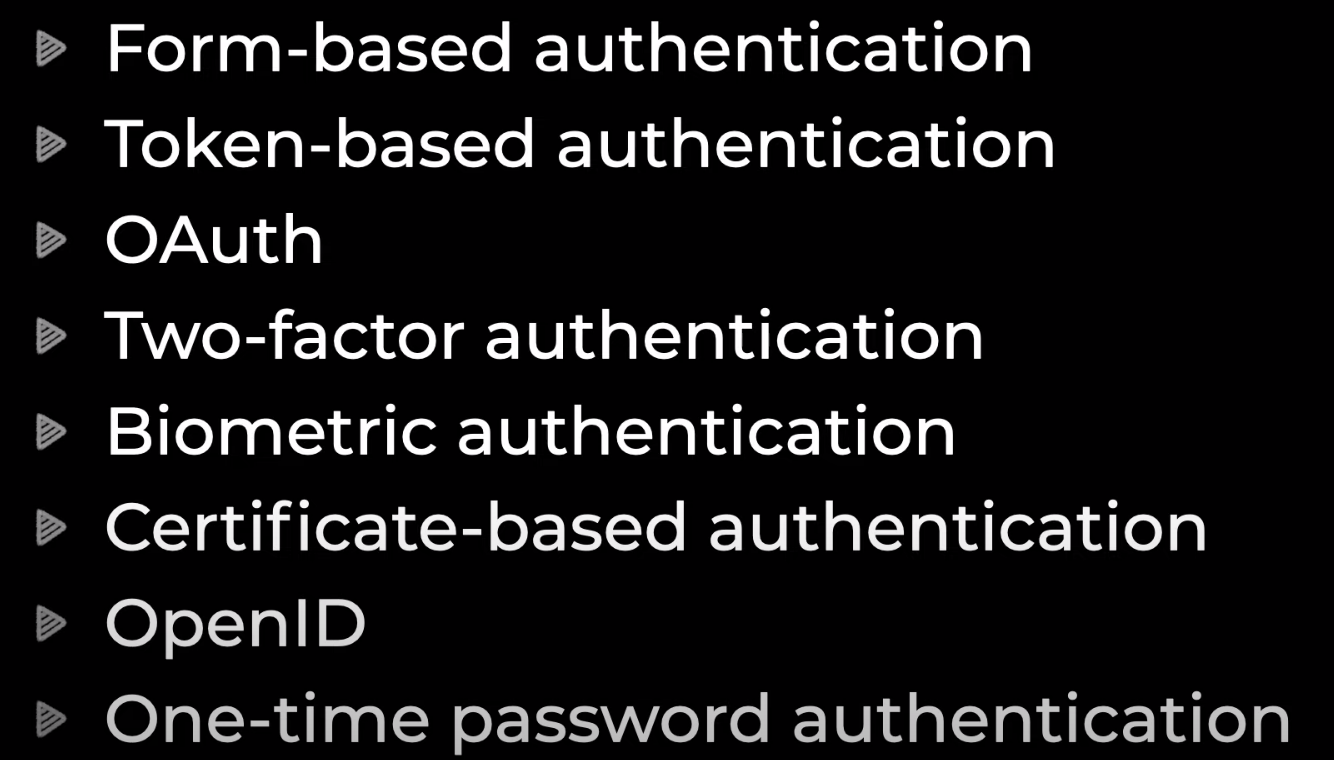 Form-based authentication
Token-based authentication
OAuth
Two-factor authentication
Biometric authentication
Certificate-based authentication
OpenID
One-time password authentication